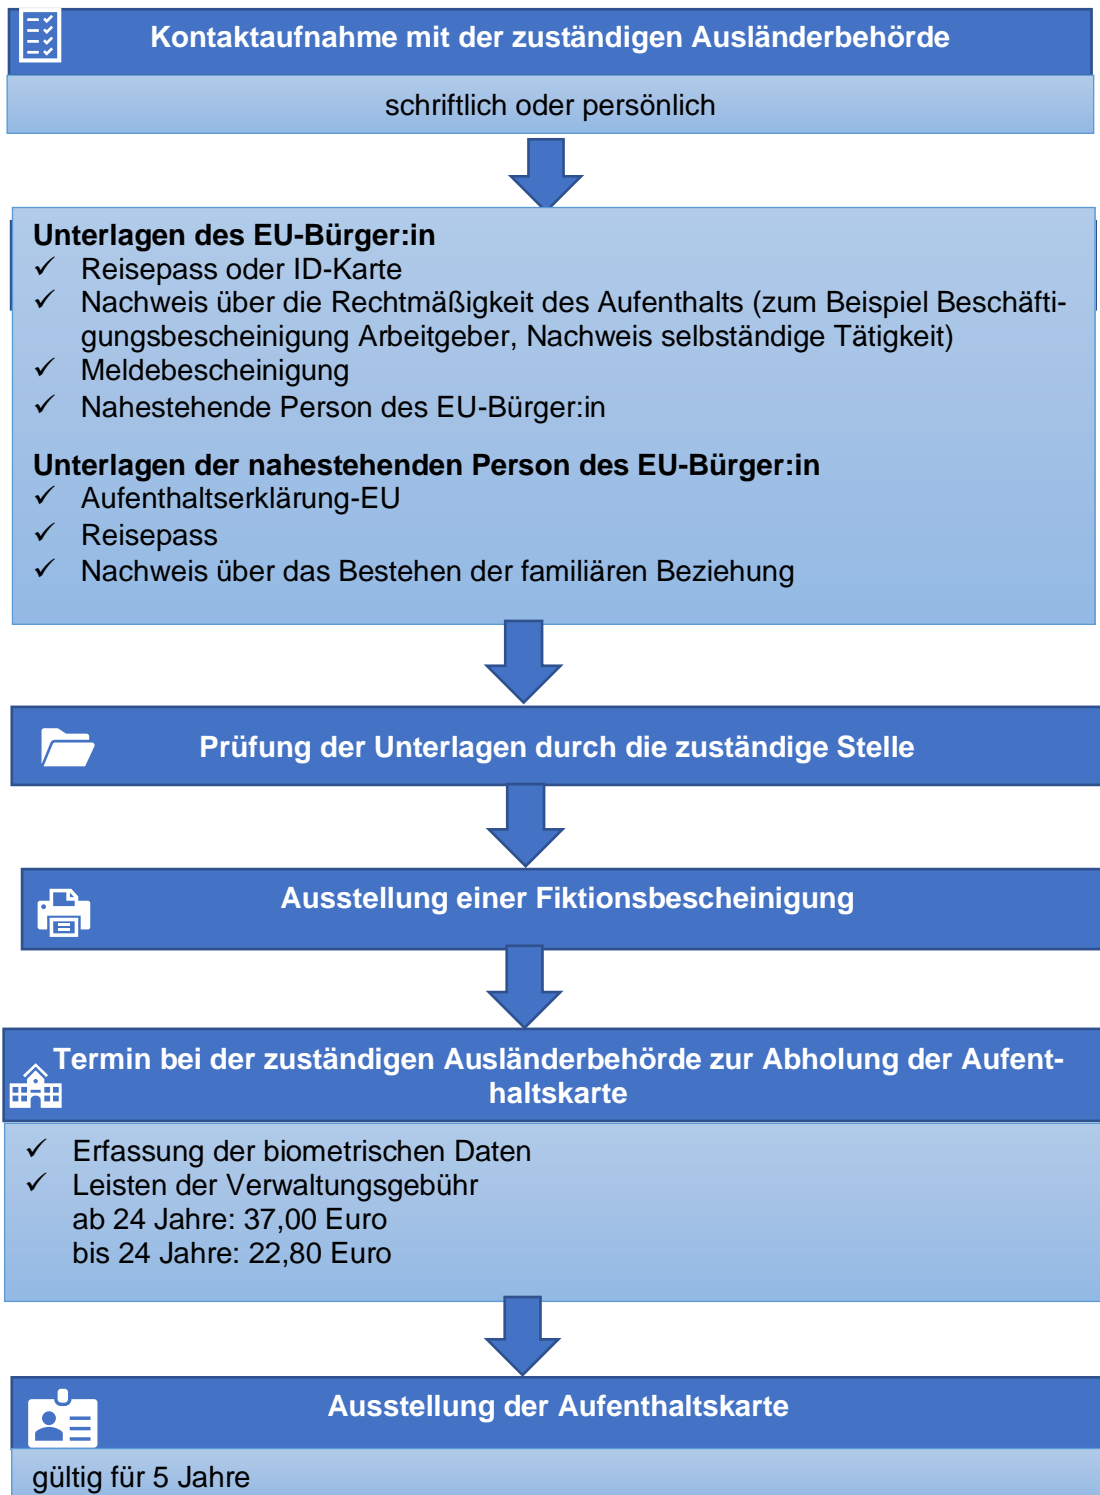 Kontaktaufnahme mit der zuständigen Ausländerbehörde
schriftlich oder persönlich
Unterlagen des EU-Bürger:in
✓ Reisepass oder ID-Karte
✓ Nachweis über die Rechtmäßigkeit des Aufenthalts (zum Beispiel Beschäfti-
gungsbescheinigung Arbeitgeber, Nachweis selbständige Tätigkeit)
✓ Meldebescheinigung
✓ Nahestehende Person des EU-Bürger:in
Unterlagen der nahestehenden Person des EU-Bürger:in
✓ Aufenthaltserklärung-EU
✓ Reisepass
✓ Nachweis über das Bestehen der familiären Beziehung
Prüfung der Unterlagen durch die zuständige Stelle
Ausstellung einer Fiktionsbescheinigung
Termin bei der zuständigen Ausländerbehörde zur Abholung der Aufent-
haltskarte
✓ Erfassung der biometrischen Daten
✓ Leisten der Verwaltungsgebühr
ab 24 Jahre: 37,00 Euro
bis 24 Jahre: 22,80 Euro
Ausstellung der Aufenthaltskarte
gültig für 5 Jahre